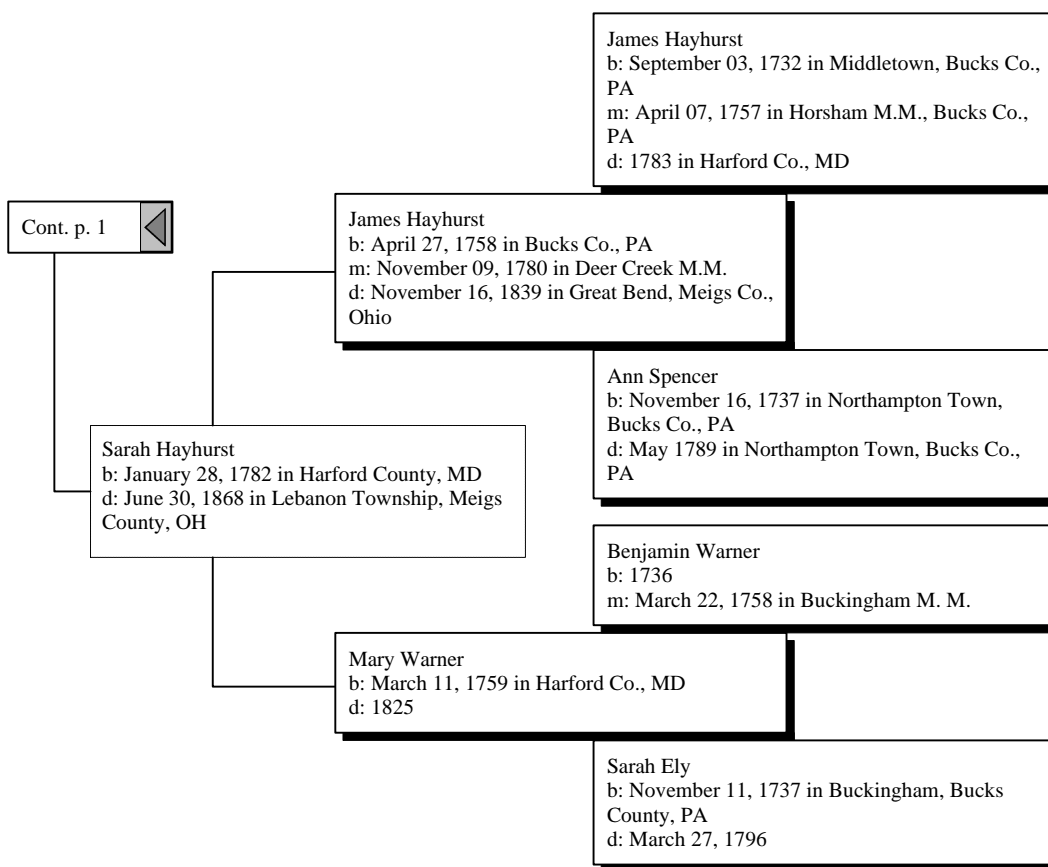 James Hayhurst
b: September 03, 1732 in Middletown, Bucks Co.,
PA
m: April 07, 1757 in Horsham M.M., Bucks Co.,
PA
d: 1783 in Harford Co., MD
Cont. p. 1
James Hayhurst
b: April 27, 1758 in Bucks Co., PA
m: November 09, 1780 in Deer Creek M.M.
d: November 16, 1839 in Great Bend, Meigs Co.,
Ohio
Ann Spencer
b: November 16, 1737 in Northampton Town,
Bucks Co., PA
d: May 1789 in Northampton Town, Bucks Co.,
PA
Sarah Hayhurst
b: January 28, 1782 in Harford County, MD
d: June 30, 1868 in Lebanon Township, Meigs
County, OH
Benjamin Warner
b: 1736
m: March 22, 1758 in Buckingham M. M.
Mary Warner
b: March 11, 1759 in Harford Co., MD
d: 1825
Sarah Ely
b: November 11, 1737 in Buckingham, Bucks
County, PA
d: March 27, 1796